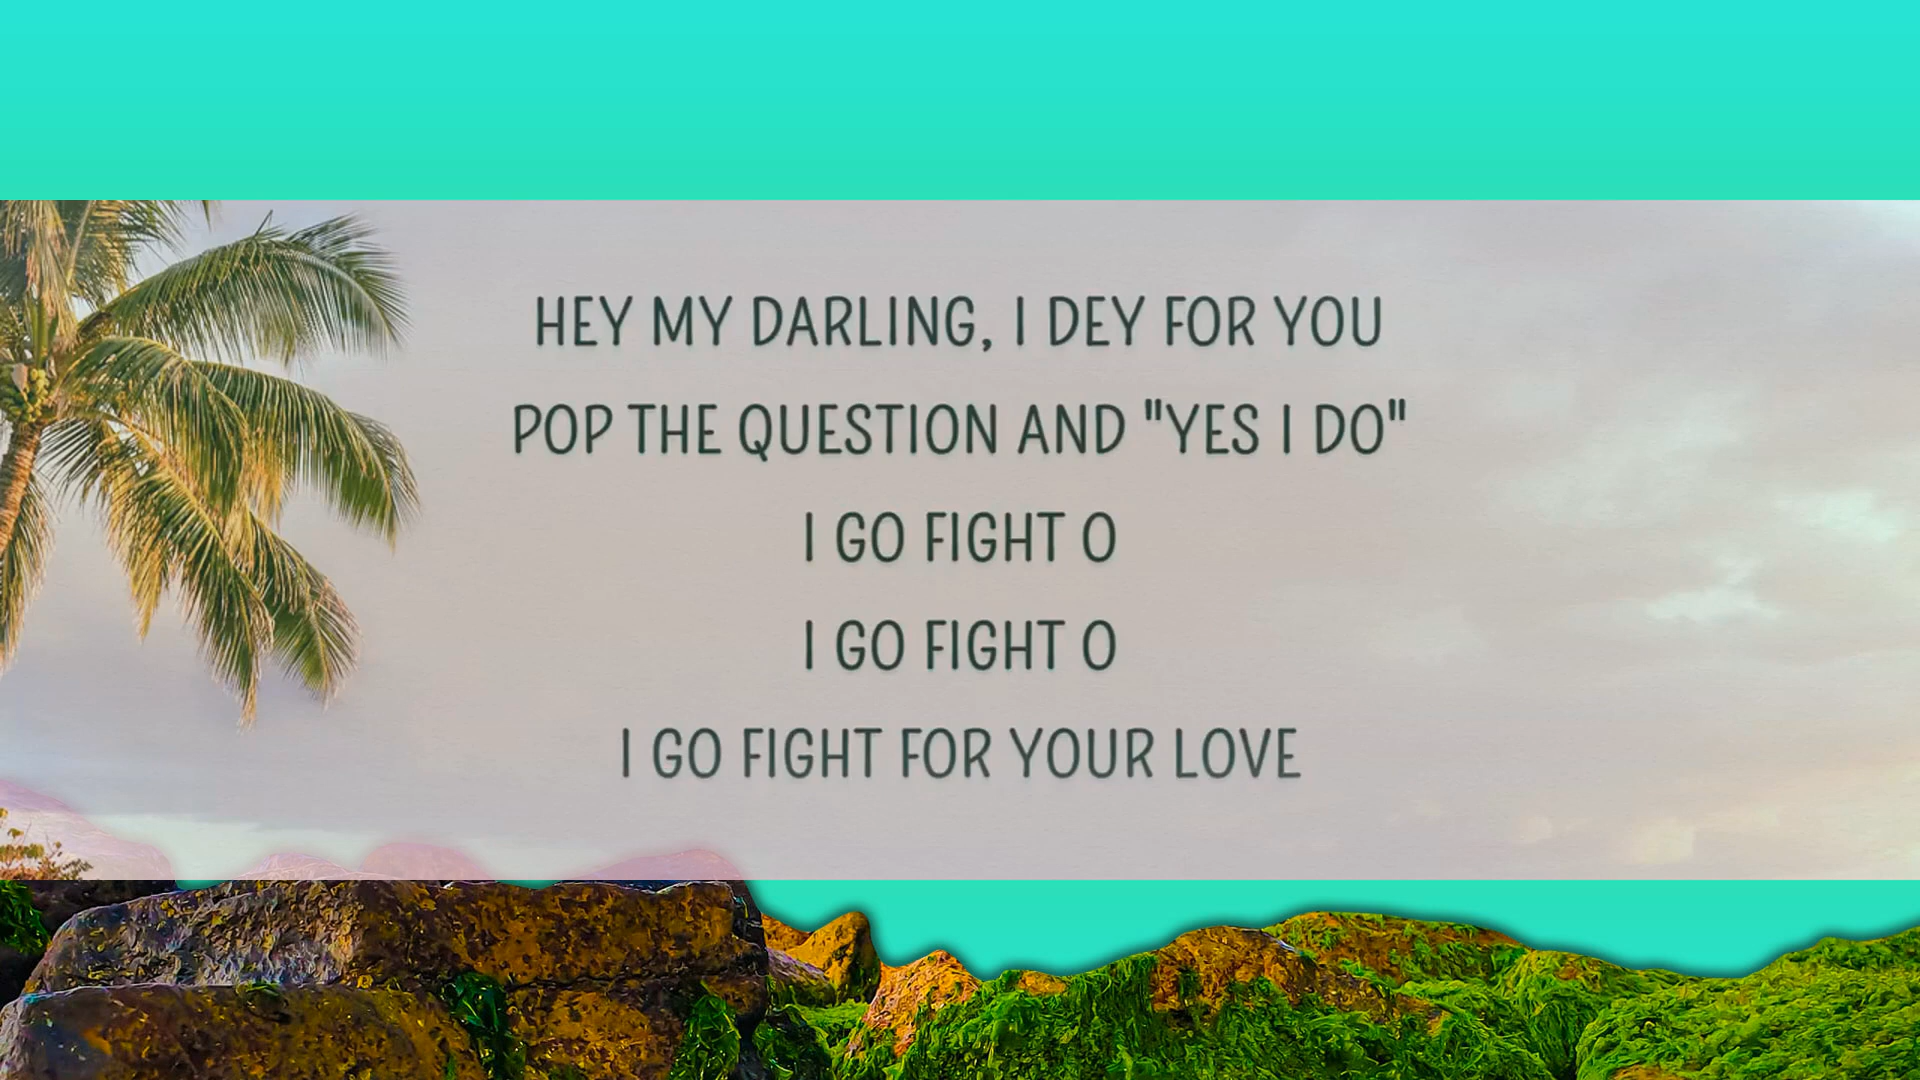 HEY MY DARLING, I DEY FOR YOU
POP THE QUESTION AND "YES I DO"
I GO FIGHT O
I GO FIGHT O
I GO FIGHT FOR YOUR LOVE